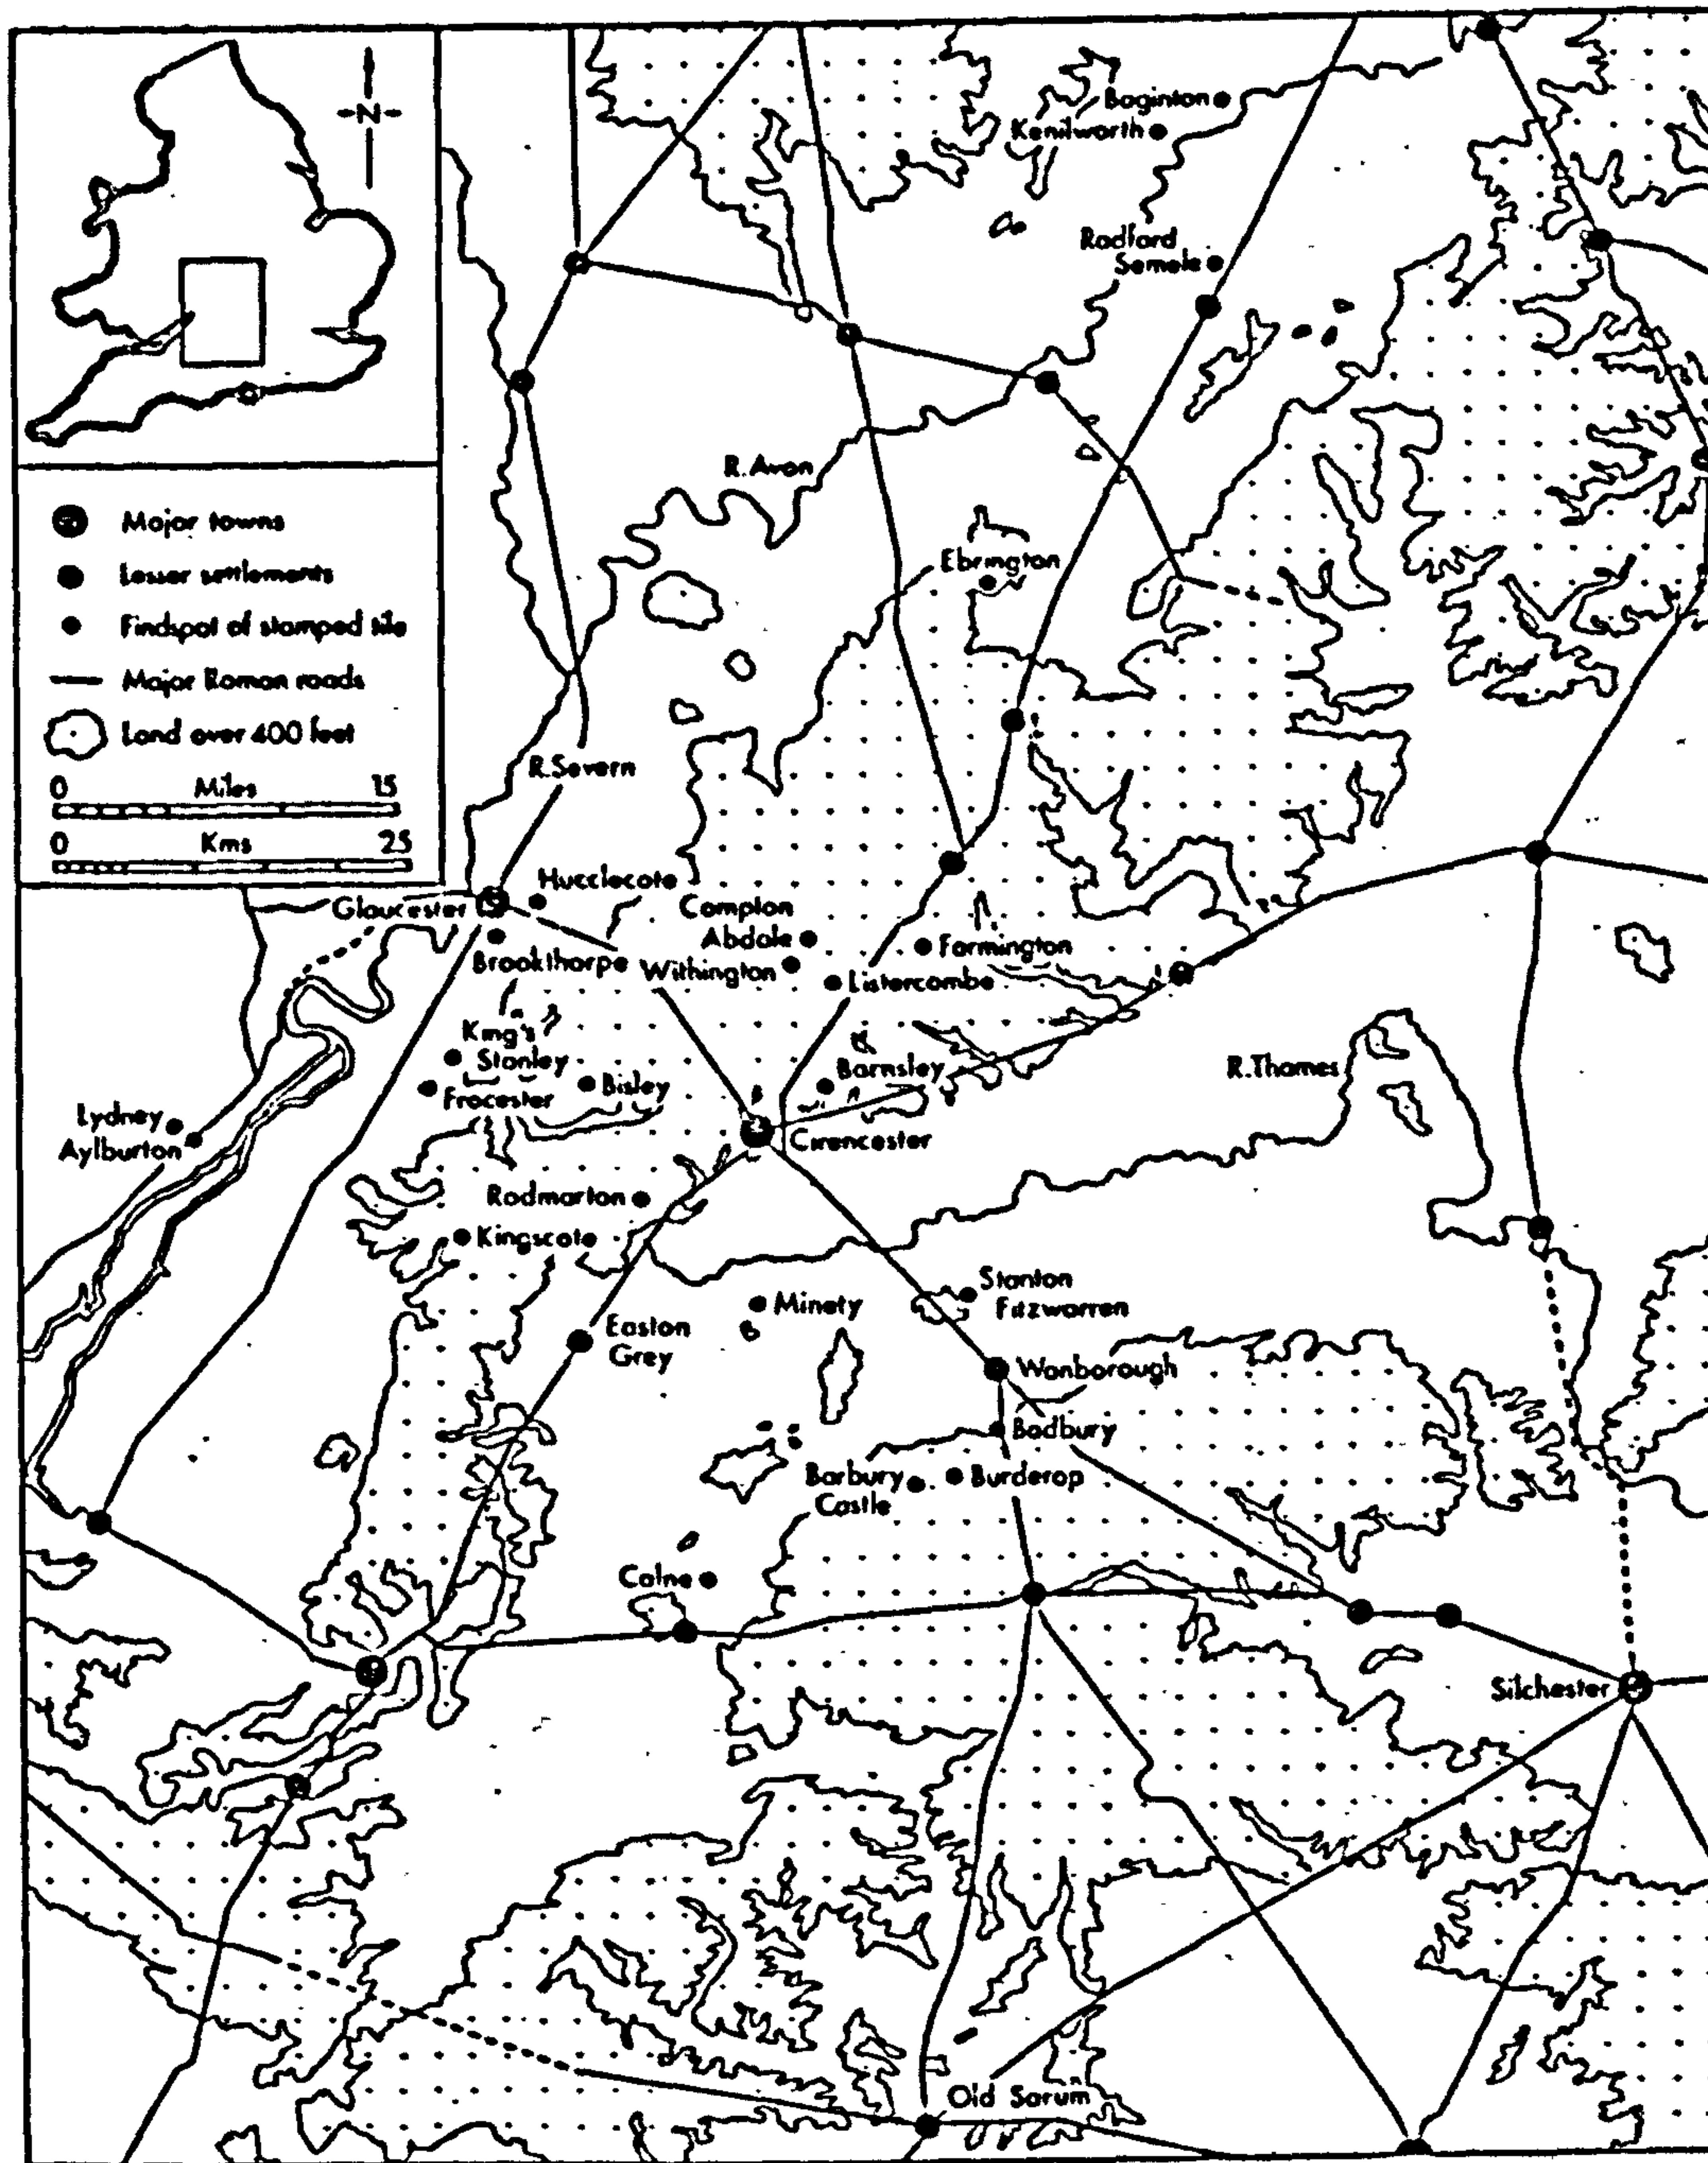 N
Major towns
Lesser settlements
Findspot of stamped tile
Major Roman roads
Land over 400 feet
0 Miles 15
0 Kms 25
Baginton
Kenilworth
Radford
Semele
R. Avon
Ebrington
R. Severn
Hucclecote
Gloucester
Compton
Abdale
Farmington
Brookthorpe
Withington
Listercombe
King's
Stanley
Frocester
Bisley
Barnsley
R. Thames
Lydney
Aylburton
Cirencester
Rodmarton
Kingscote
Stanton
Fitzwarren
Minety
Easton
Grey
Wanborough
Badbury
Barbury
Castle
Burderop
Calne
Silchester
Old Sarum